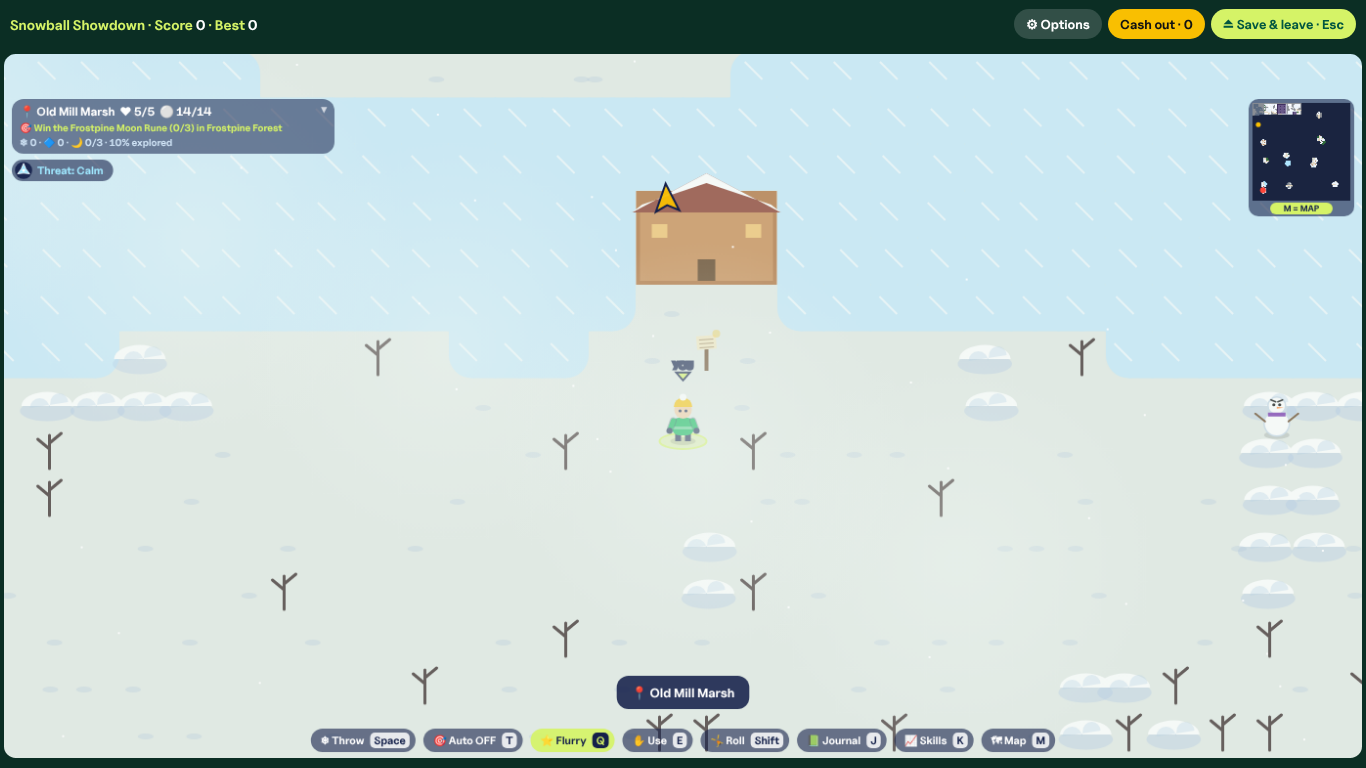 Snowball Showdown · Score 0 · Best 0
⚙ Options
Cash out · 0
⏏ Save & leave · Esc
📍 Old Mill Marsh ♥ 5/5 ⚪ 14/14 ▼
🎯 Win the Frostpine Moon Rune (0/3) in Frostpine Forest
❄ 0 · 🔷 0 · 🌙 0/3 · 10% explored
Threat: Calm
M = MAP
YOU
📍 Old Mill Marsh
❄ Throw Space
🎯 Auto OFF T
⭐ Flurry Q
✋ Use E
🤸 Roll Shift
📗 Journal J
📈 Skills K
🗺 Map M